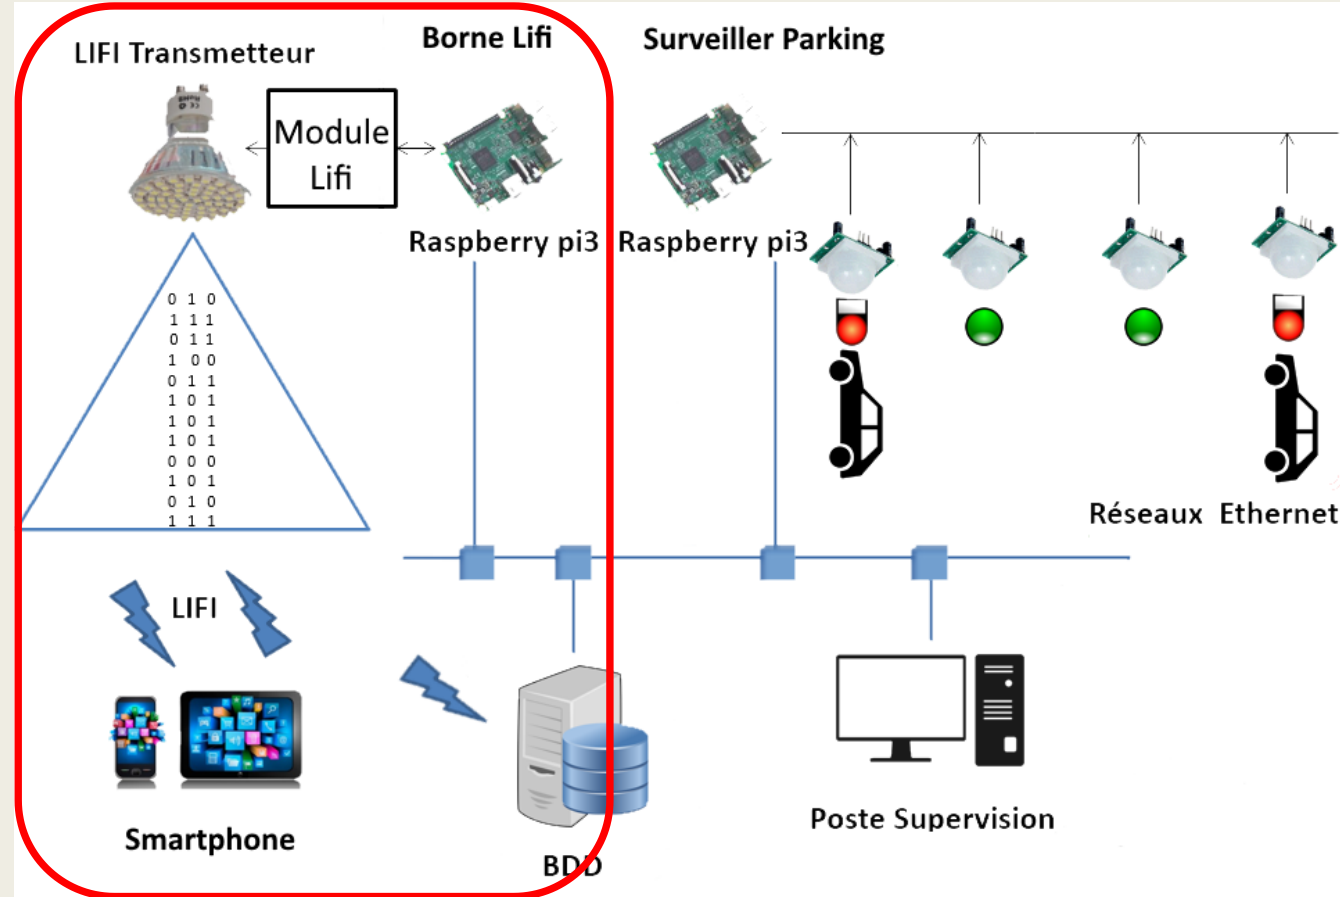 LIFI Transmetteur
Borne Lifi
Surveiller Parking
Module
Lifi
Raspberry pi3
Raspberry pi3
0 1 0
1 1 1
0 1 1
1 0 0
0 1 1
1 0 1
1 0 1
1 0 1
0 0 0
1 0 1
0 1 0
1 1 1
Réseaux Ethernet
LIFI
Smartphone
BDD
Poste Supervision